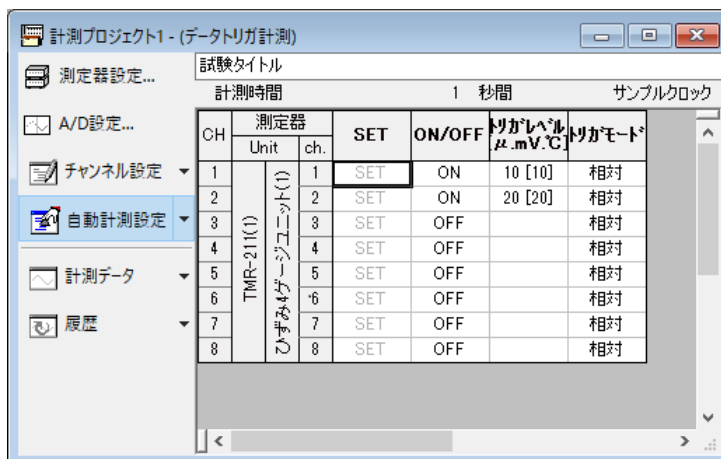 計測プロジェクト1 - (データトリガ計測)
測定器設定...
A/D設定...
チャンネル設定
自動計測設定
計測データ
履歴
試験タイトル
計測時間 1 秒間 サンプルクロック
CH 測定器 SET ON/OFF トリガレベル トリガモード
Unit ch. [μ.mV.℃]
TMR-211(1)
ひずみ4ゲージユニット(1)
1 1 SET ON 10 [10] 相対
2 2 SET ON 20 [20] 相対
3 3 SET OFF 相対
4 4 SET OFF 相対
5 5 SET OFF 相対
6 *6 SET OFF 相対
7 7 SET OFF 相対
8 8 SET OFF 相対